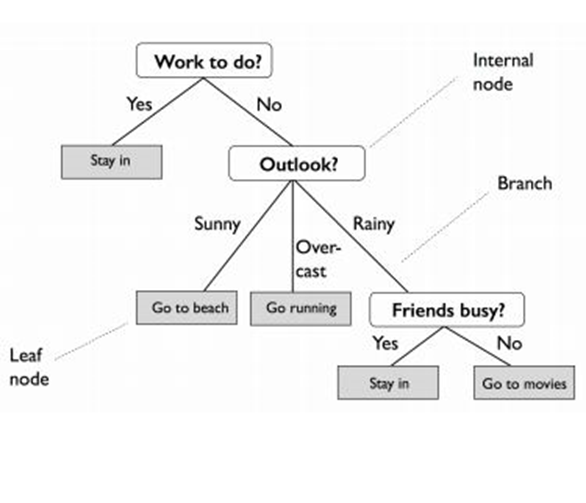 Work to do?
Internal
node
Yes
No
Stay in
Outlook?
Branch
Sunny
Over-
cast
Rainy
Go to beach
Go running
Friends busy?
Leaf
node
Yes
No
Stay in
Go to movies